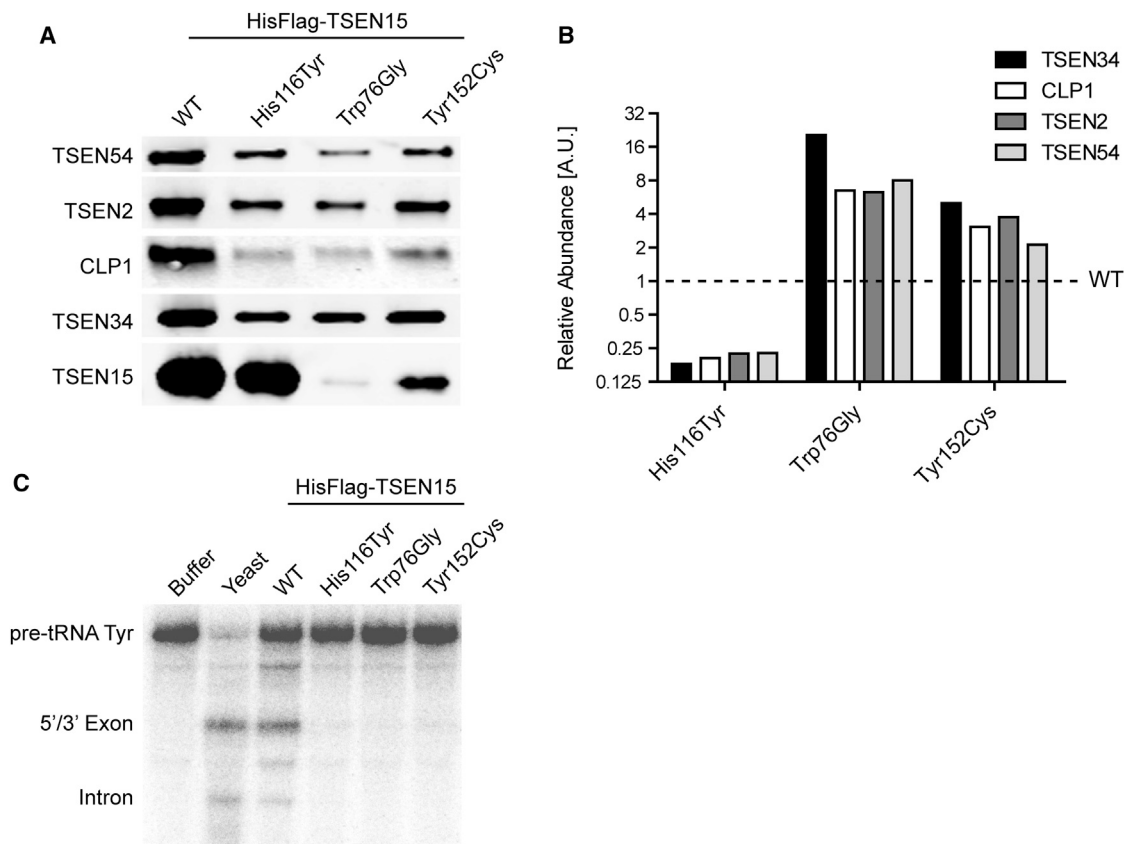 A
HisFlag-TSEN15
WT
His116Tyr
Trp76Gly
Tyr152Cys
TSEN54
TSEN2
CLP1
TSEN34
TSEN15
B
TSEN34
CLP1
TSEN2
TSEN54
Relative Abundance [A.U.]
32
16
8
4
2
1
0.5
0.25
0.125
WT
His116Tyr
Trp76Gly
Tyr152Cys
C
HisFlag-TSEN15
Buffer
Yeast
WT
His116Tyr
Trp76Gly
Tyr152Cys
pre-tRNA Tyr
5'/3' Exon
Intron